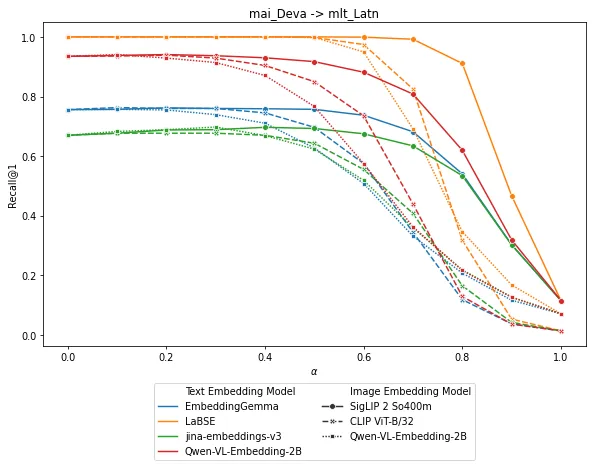 mai_Deva -> mlt_Latn
Recall@1
1.0
0.8
0.6
0.4
0.2
0.0
0.0 0.2 0.4 0.6 0.8 1.0
α
Text Embedding Model
EmbeddingGemma
LaBSE
jina-embeddings-v3
Qwen-VL-Embedding-2B
Image Embedding Model
SigLIP 2 So400m
CLIP ViT-B/32
Qwen-VL-Embedding-2B